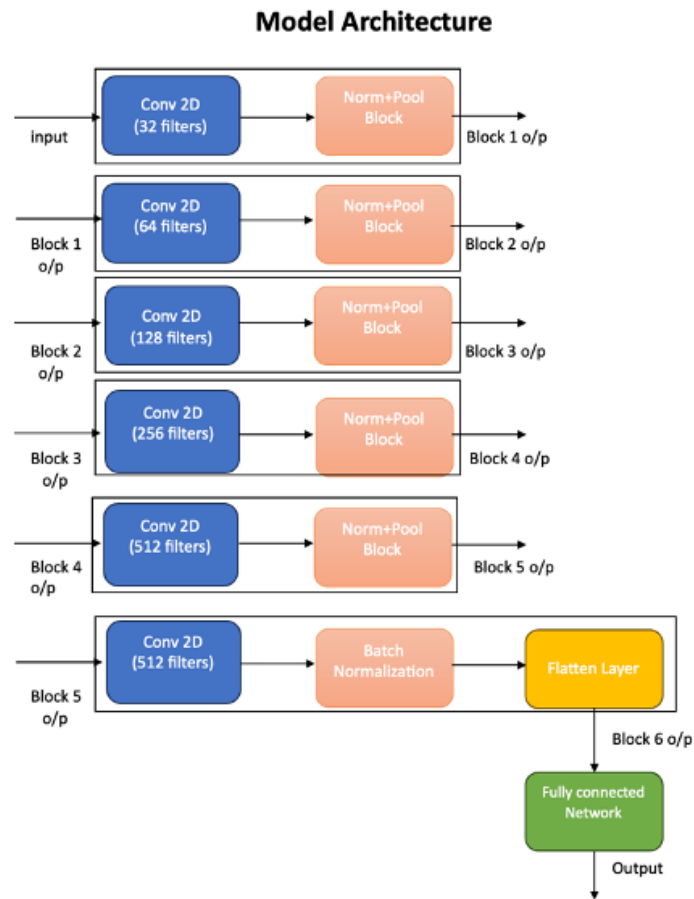 Model Architecture
Conv 2D
(32 filters)
Norm+Pool
Block
input
Block 1 o/p
Conv 2D
(64 filters)
Norm+Pool
Block
Block 1
o/p
Block 2 o/p
Conv 2D
(128 filters)
Norm+Pool
Block
Block 2
o/p
Block 3 o/p
Conv 2D
(256 filters)
Norm+Pool
Block
Block 3
o/p
Block 4 o/p
Conv 2D
(512 filters)
Norm+Pool
Block
Block 4
o/p
Block 5 o/p
Conv 2D
(512 filters)
Batch
Normalization
Flatten Layer
Block 5
o/p
Block 6 o/p
Fully connected
Network
Output